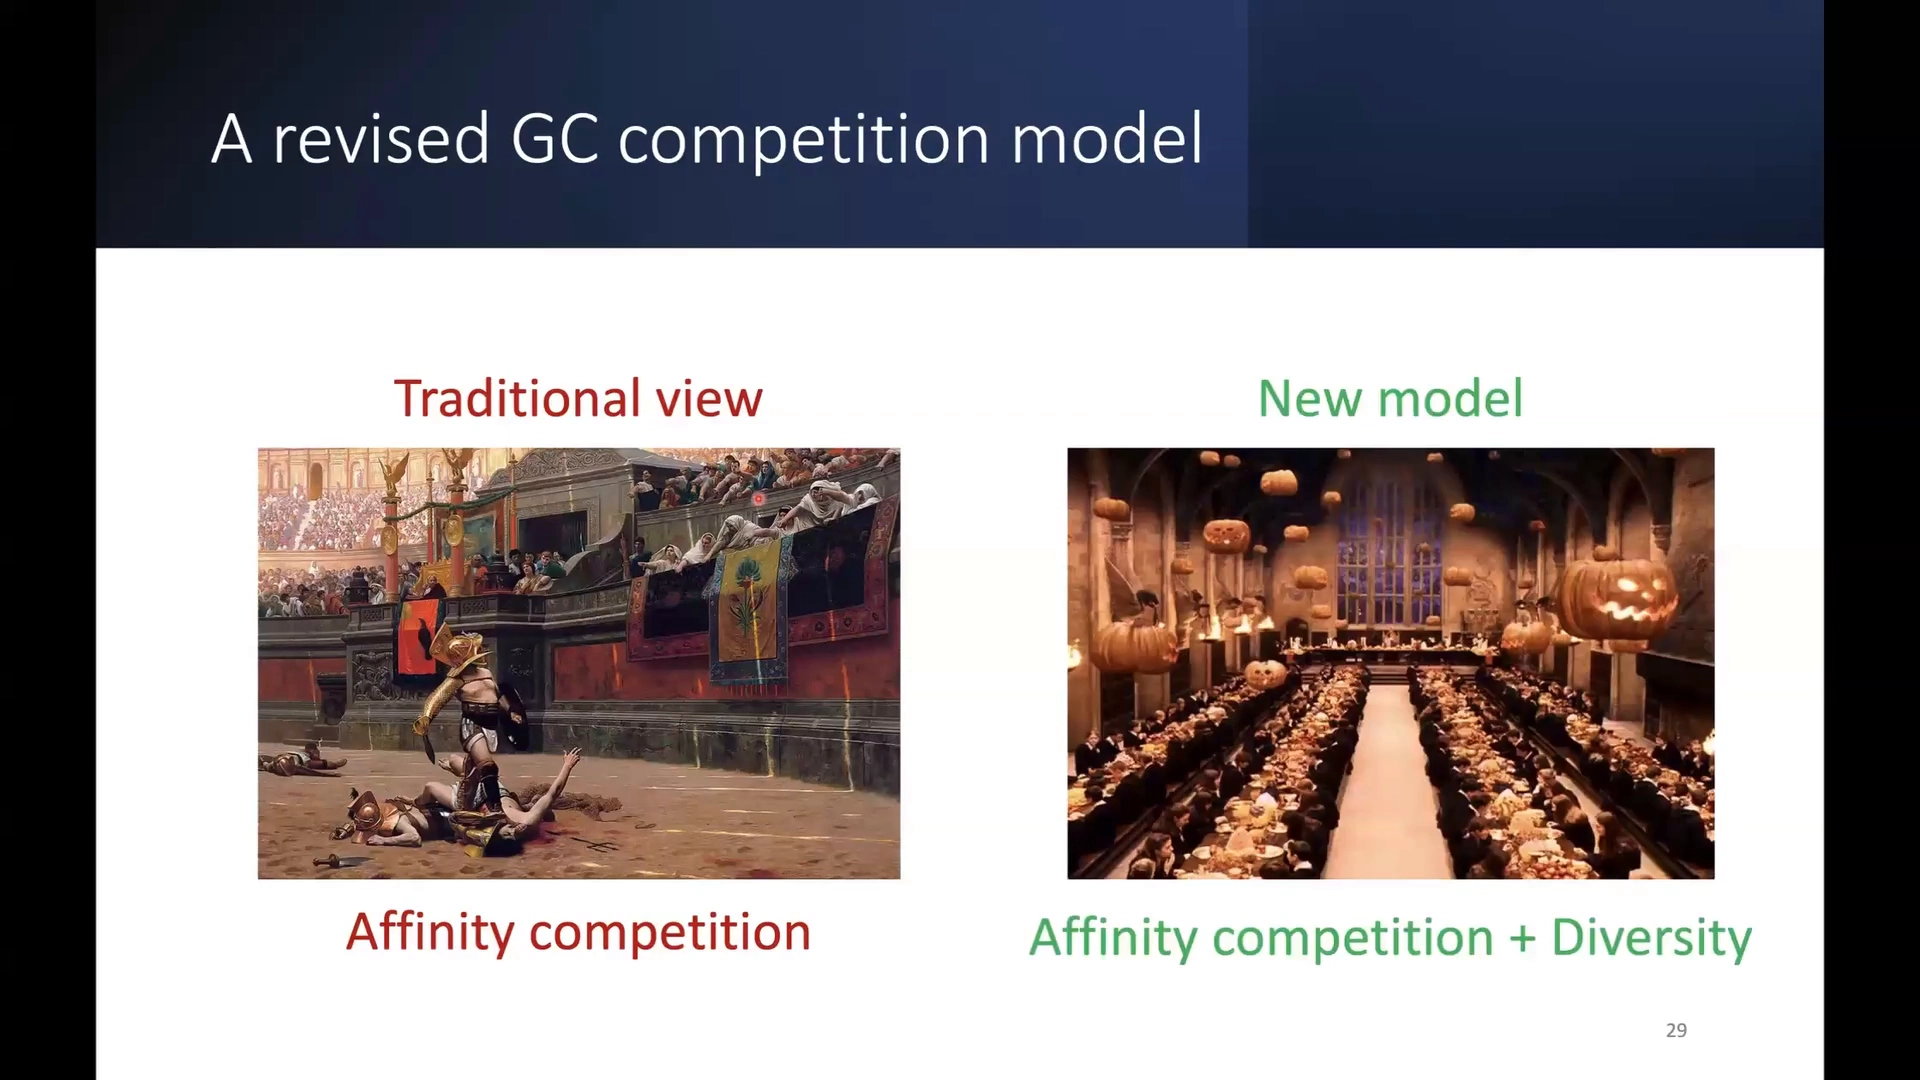 A revised GC competition model
Traditional view
New model
Affinity competition
Affinity competition + Diversity
29